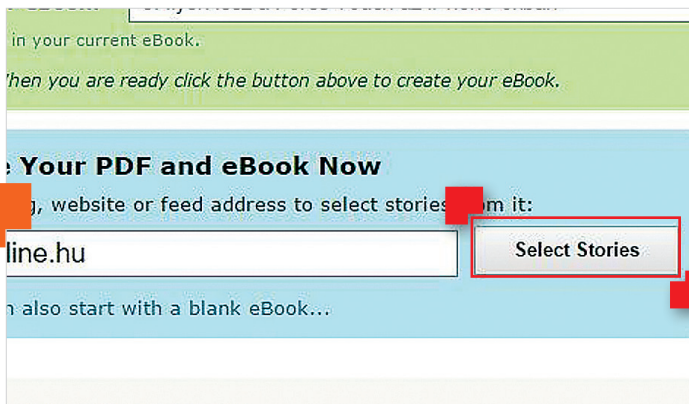 in your current eBook.
hen you are ready click the button above to create your eBook.
Your PDF and eBook Now
, website or feed address to select stories om it:
line.hu
Select Stories
also start with a blank eBook...